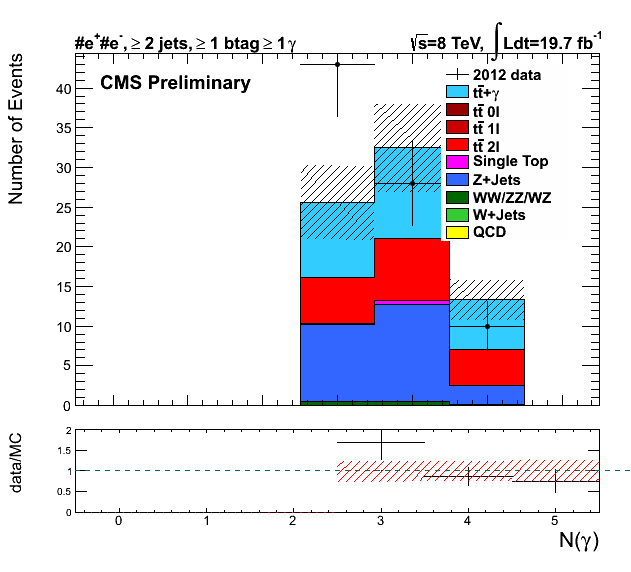 #e⁺#e⁻, ≥ 2 jets, ≥ 1 btag ≥ 1γ √s=8 TeV, ∫Ldt=19.7 fb⁻¹
CMS Preliminary
2012 data
tt̄+γ
tt̄ 0l
tt̄ 1l
tt̄ 2l
Single Top
Z+Jets
WW/ZZ/WZ
W+Jets
QCD
Number of Events
40
35
30
25
20
15
10
5
0
data/MC
2
1.5
1
0.5
0
0 1 2 3 4 5
N(γ)